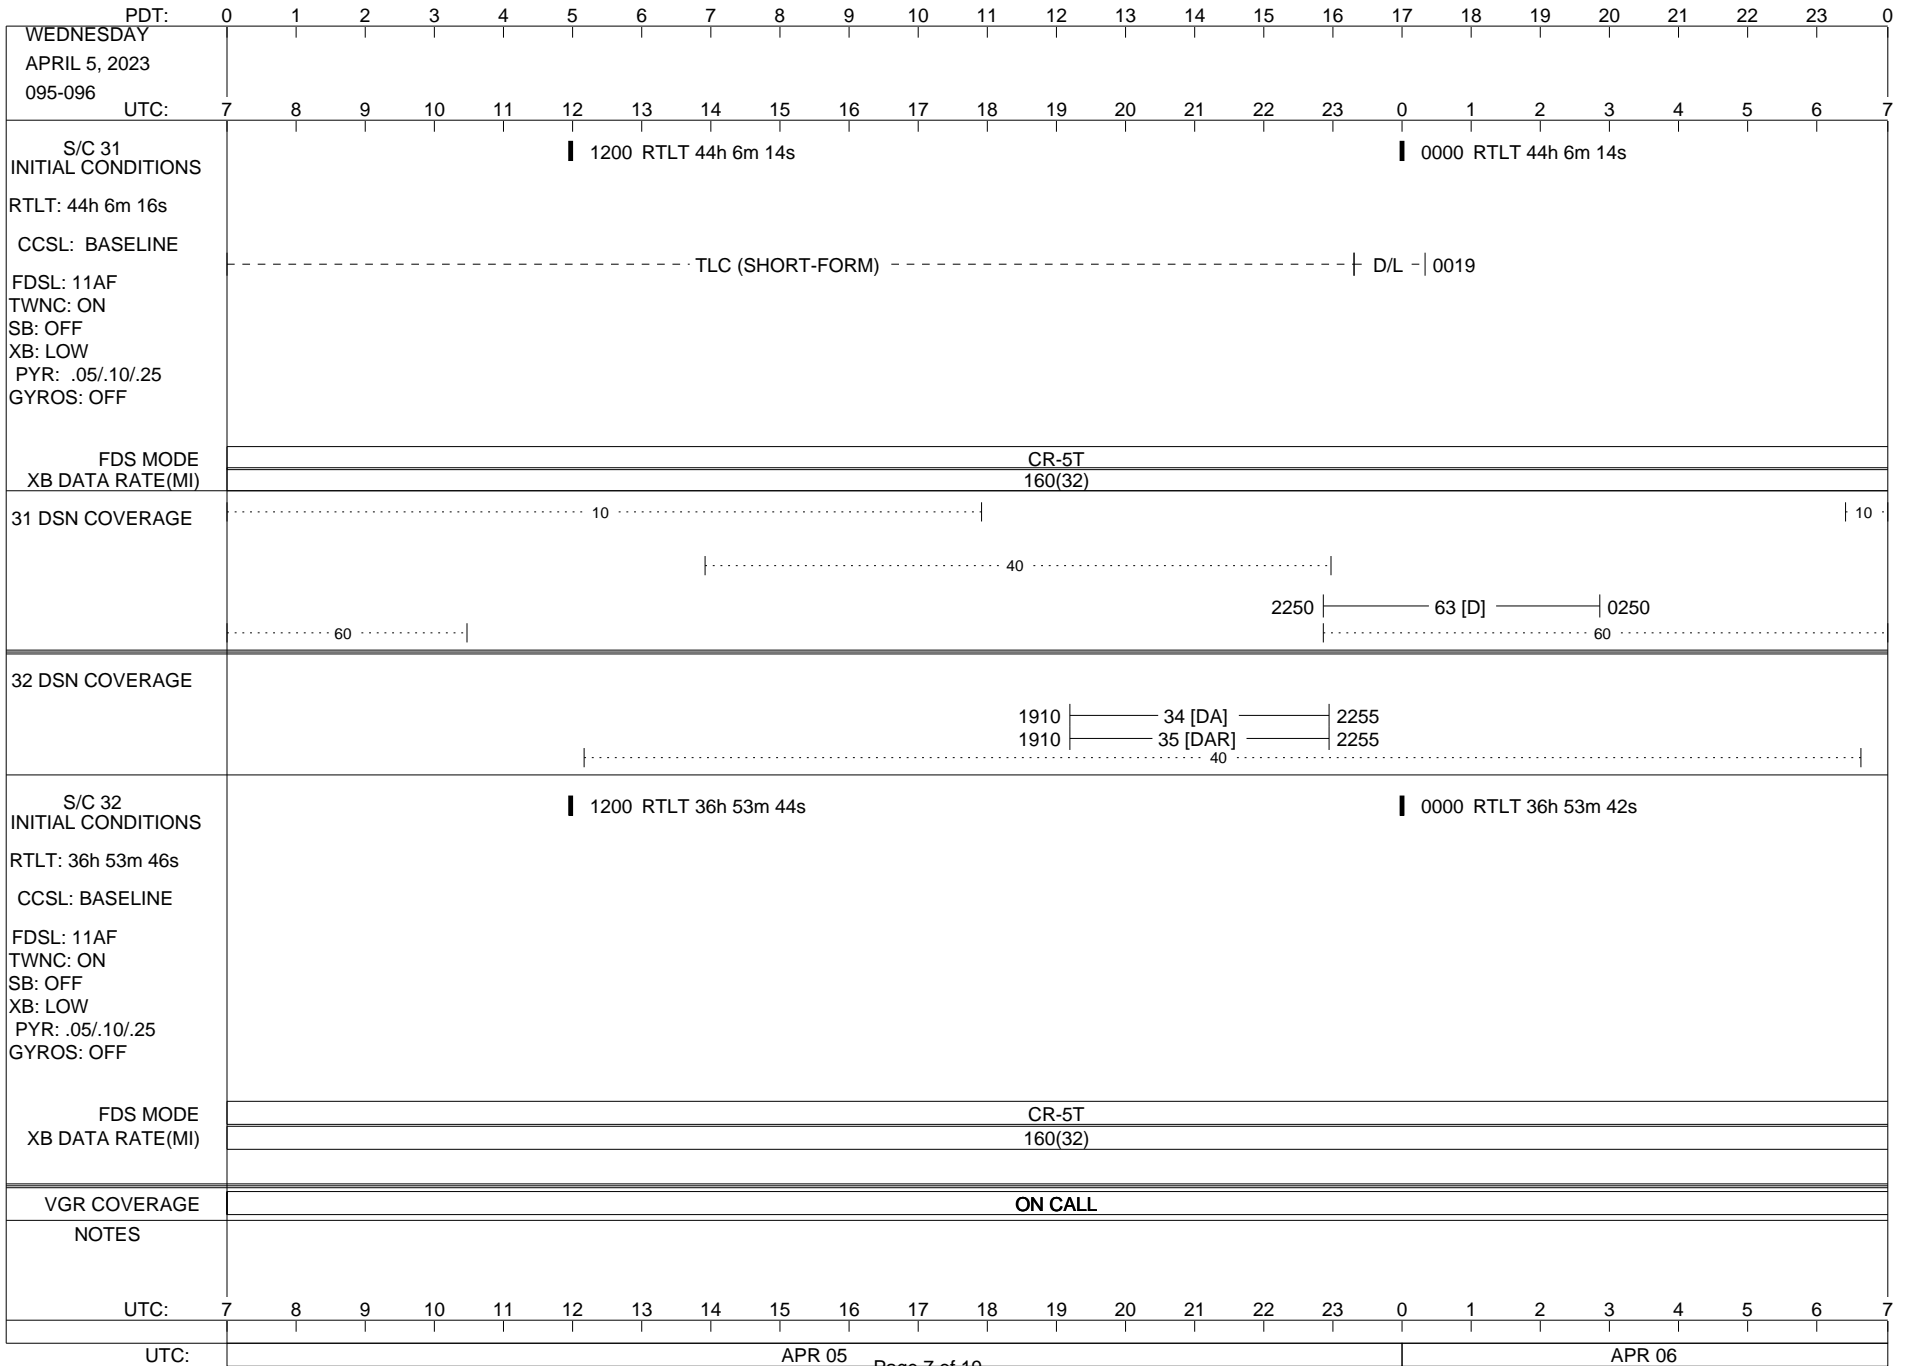 PDT: 0 1 2 3 4 5 6 7 8 9 10 11 12 13 14 15 16 17 18 19 20 21 22 23 0
WEDNESDAY
APRIL 5, 2023
095-096
UTC: 7 8 9 10 11 12 13 14 15 16 17 18 19 20 21 22 23 0 1 2 3 4 5 6 7
S/C 31
INITIAL CONDITIONS
1200 RTLT 44h 6m 14s
0000 RTLT 44h 6m 14s
RTLT: 44h 6m 16s
CCSL: BASELINE
TLC (SHORT-FORM) D/L 0019
FDSL: 11AF
TWNC: ON
SB: OFF
XB: LOW
PYR: .05/.10/.25
GYROS: OFF
FDS MODE CR-5T
XB DATA RATE(MI) 160(32)
31 DSN COVERAGE 10 10
40
2250 63 [D] 0250
60 60
32 DSN COVERAGE
1910 34 [DA] 2255
1910 35 [DAR] 2255
40
S/C 32
INITIAL CONDITIONS
1200 RTLT 36h 53m 44s
0000 RTLT 36h 53m 42s
RTLT: 36h 53m 46s
CCSL: BASELINE
FDSL: 11AF
TWNC: ON
SB: OFF
XB: LOW
PYR: .05/.10/.25
GYROS: OFF
FDS MODE CR-5T
XB DATA RATE(MI) 160(32)
VGR COVERAGE ON CALL
NOTES
UTC: 7 8 9 10 11 12 13 14 15 16 17 18 19 20 21 22 23 0 1 2 3 4 5 6 7
UTC: APR 05 APR 06
Page 7 of 19